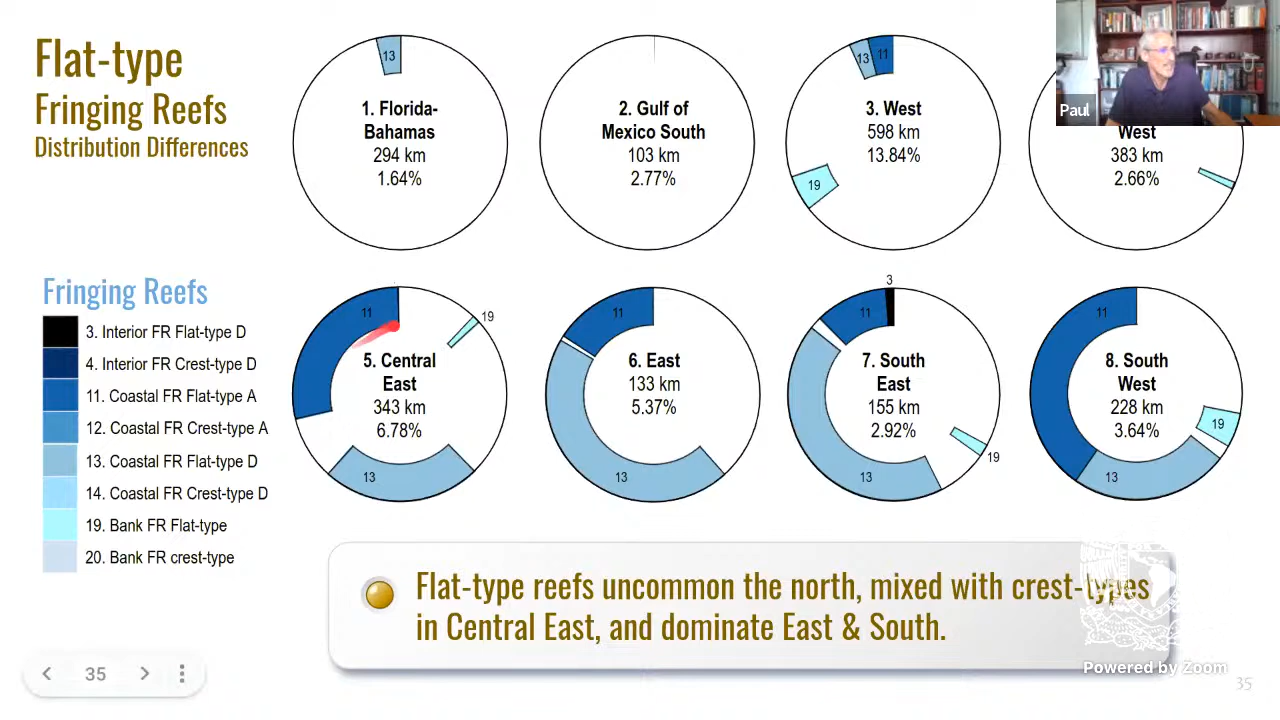 Flat-type
Fringing Reefs
Distribution Differences
13
1. Florida-
Bahamas
294 km
1.64%
2. Gulf of
Mexico South
103 km
2.77%
13
11
3. West
598 km
13.84%
19
Paul
West
383 km
2.66%
Fringing Reefs
3. Interior FR Flat-type D
4. Interior FR Crest-type D
11. Coastal FR Flat-type A
12. Coastal FR Crest-type A
13. Coastal FR Flat-type D
14. Coastal FR Crest-type D
19. Bank FR Flat-type
20. Bank FR crest-type
11
19
5. Central
East
343 km
6.78%
13
11
6. East
133 km
5.37%
13
3
11
7. South
East
155 km
2.92%
19
13
11
8. South
West
228 km
3.64%
19
13
Flat-type reefs uncommon the north, mixed with crest-types
in Central East, and dominate East & South.
Powered by Zoom
35
35